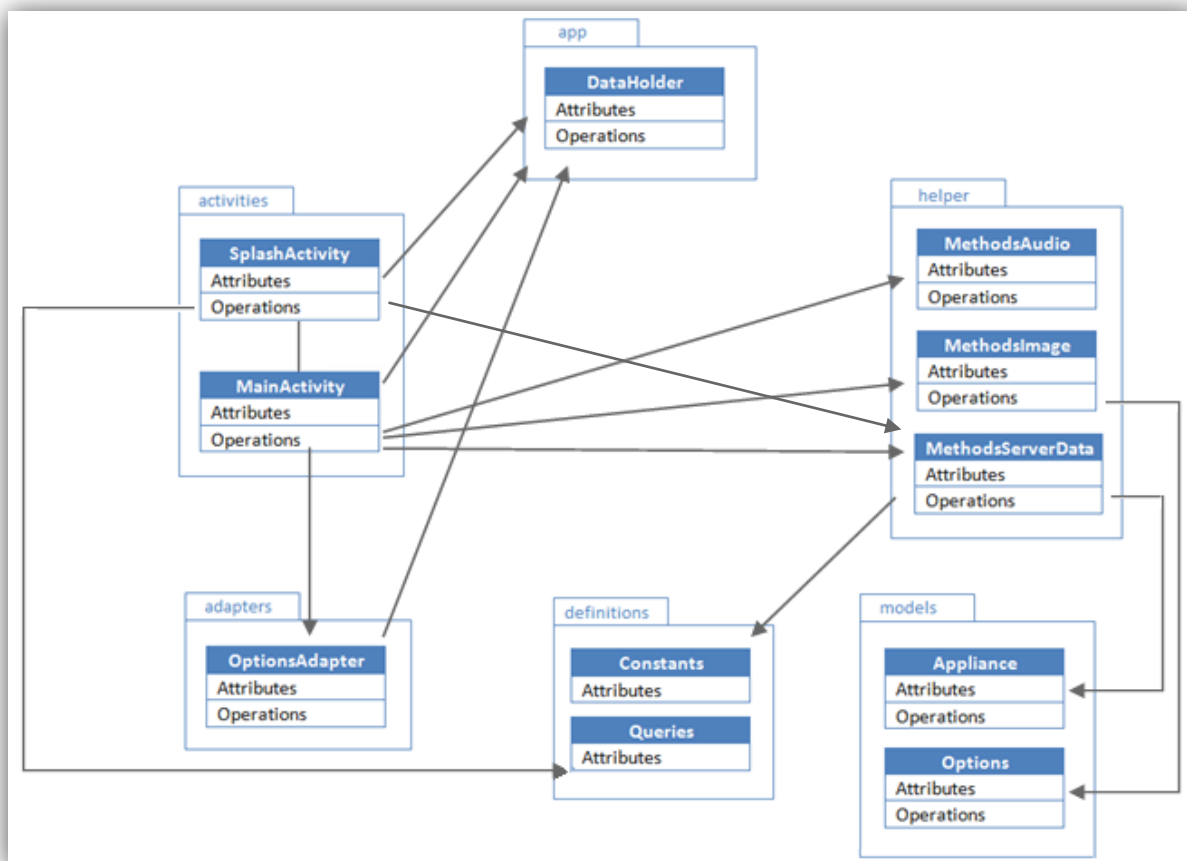 app
DataHolder
Attributes
Operations
activities
SplashActivity
Attributes
Operations
MainActivity
Attributes
Operations
helper
MethodsAudio
Attributes
Operations
MethodsImage
Attributes
Operations
MethodsServerData
Attributes
Operations
adapters
OptionsAdapter
Attributes
Operations
definitions
Constants
Attributes
Queries
Attributes
models
Appliance
Attributes
Operations
Options
Attributes
Operations